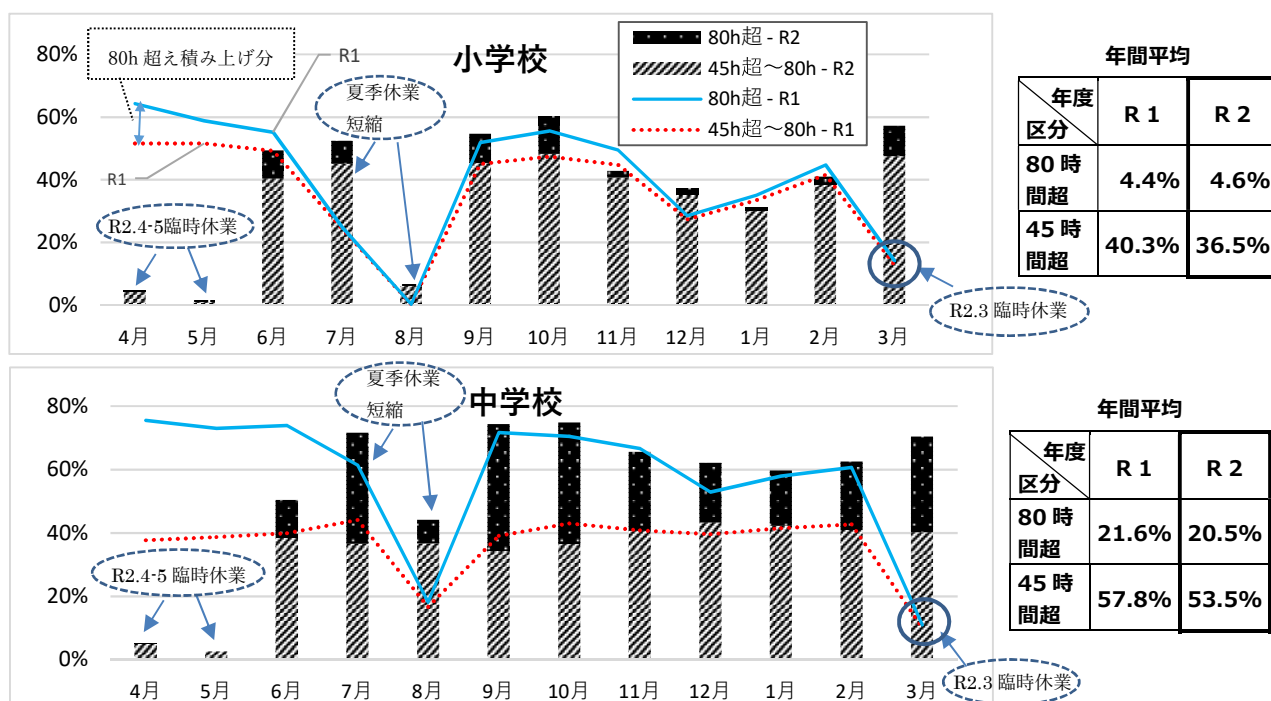 小学校
80h超 - R2
45h超～80h - R2
80h超 - R1
45h超～80h - R1
80h 超え積み上げ分
R1
R1
夏季休業
短縮
R2.4-5臨時休業
R2.3 臨時休業
80%
60%
40%
20%
0%
4月 5月 6月 7月 8月 9月 10月 11月 12月 1月 2月 3月
年間平均
年度
区分
R 1
R 2
80 時
間超
4.4%
4.6%
45 時
間超
40.3%
36.5%
中学校
夏季休業
短縮
R2.4-5 臨時休業
R2.3 臨時休業
80%
60%
40%
20%
0%
4月 5月 6月 7月 8月 9月 10月 11月 12月 1月 2月 3月
年間平均
年度
区分
R 1
R 2
80 時
間超
21.6%
20.5%
45 時
間超
57.8%
53.5%